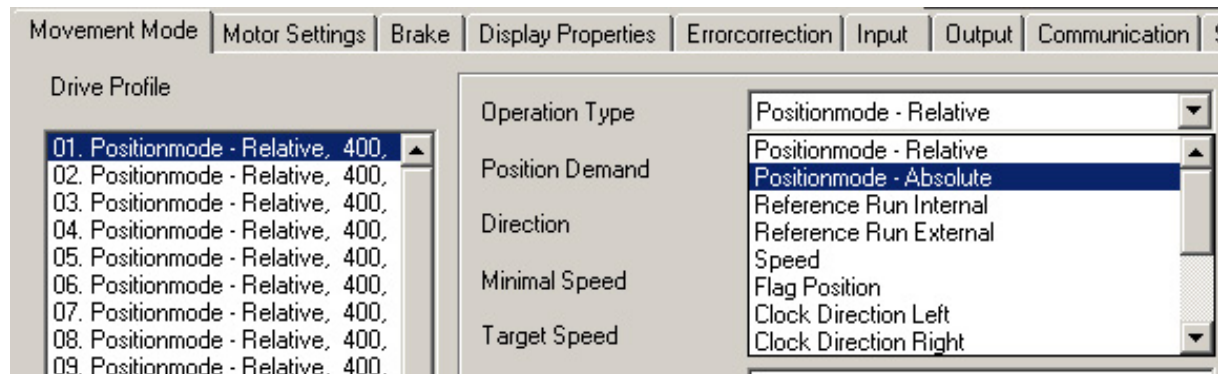 Movement Mode Motor Settings Brake Display Properties Errorcorrection Input Output Communication
Drive Profile
01. Positionmode - Relative, 400,
02. Positionmode - Relative, 400,
03. Positionmode - Relative, 400,
04. Positionmode - Relative, 400,
05. Positionmode - Relative, 400,
06. Positionmode - Relative, 400,
07. Positionmode - Relative, 400,
08. Positionmode - Relative, 400,
09. Positionmode - Relative, 400,
Operation Type
Position Demand
Direction
Minimal Speed
Target Speed
Positionmode - Relative
Positionmode - Relative
Positionmode - Absolute
Reference Run Internal
Reference Run External
Speed
Flag Position
Clock Direction Left
Clock Direction Right